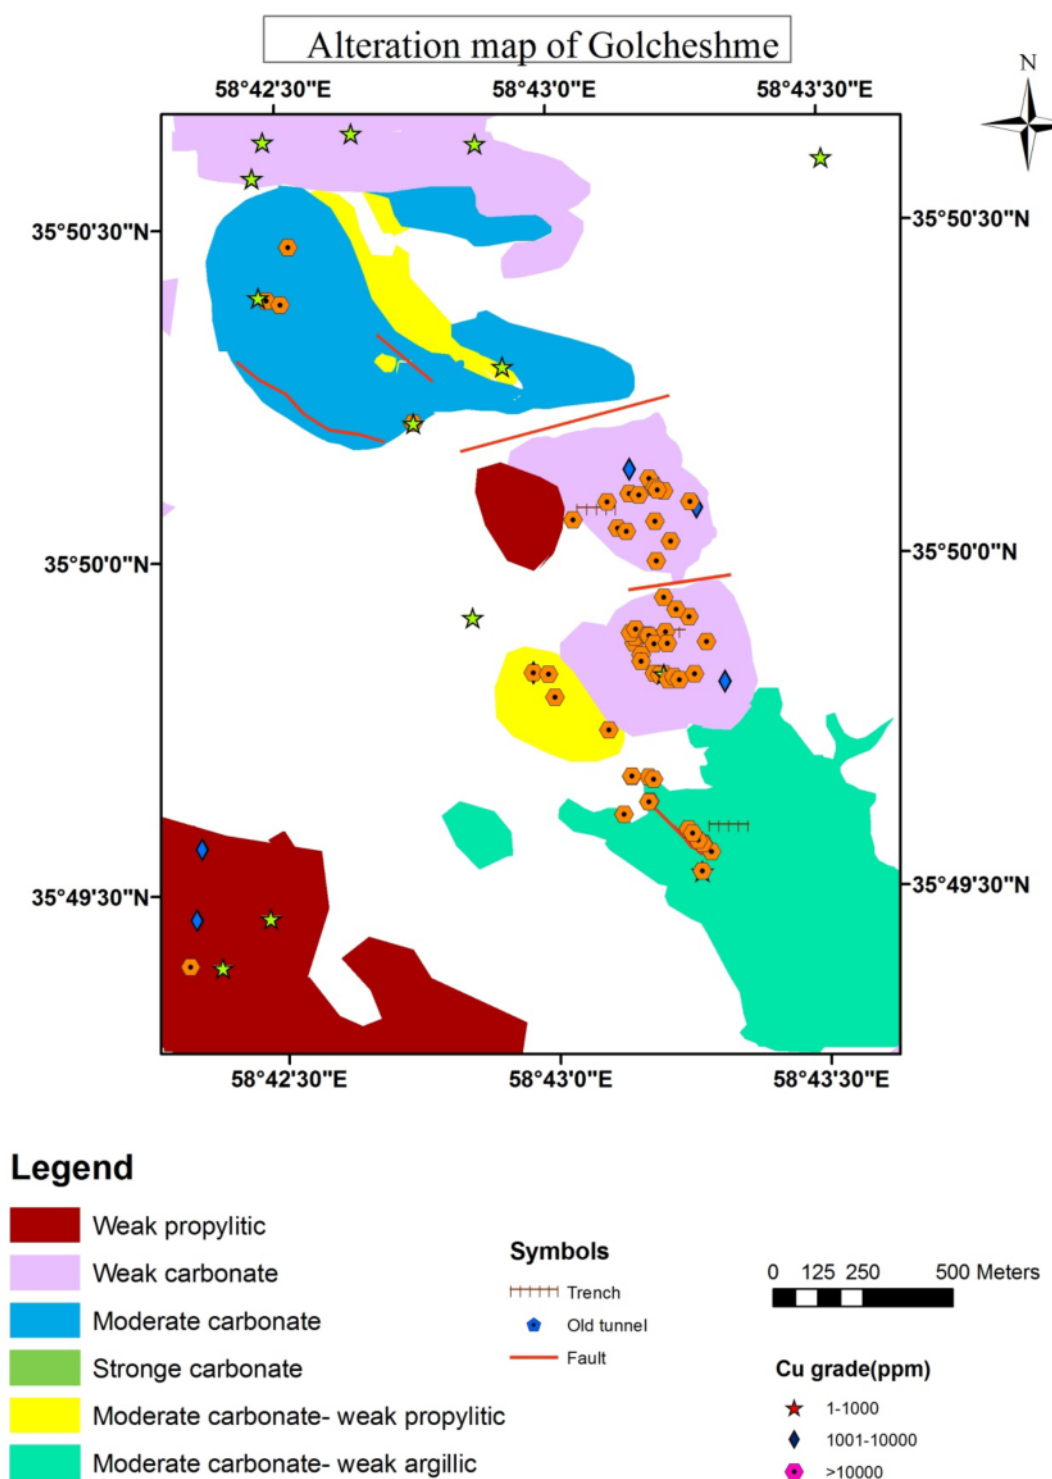 Alteration map of Golcheshme
N
58°42'30"E 58°43'0"E 58°43'30"E
35°50'30"N 35°50'30"N
35°50'0"N 35°50'0"N
35°49'30"N 35°49'30"N
58°42'30"E 58°43'0"E 58°43'30"E
Legend
Weak propylitic
Weak carbonate
Moderate carbonate
Stronge carbonate
Moderate carbonate- weak propylitic
Moderate carbonate- weak argillic
Symbols
Trench
Old tunnel
Fault
0 125 250 500 Meters
Cu grade(ppm)
1-1000
1001-10000
>10000